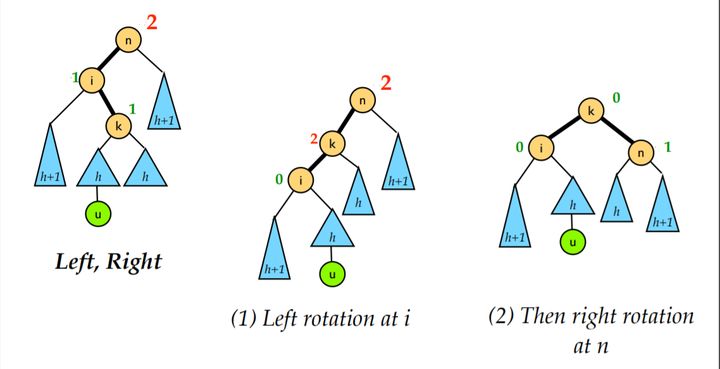 2
n
1
i
1
k
h+1
h+1
h
h
u
Left, Right
2
n
2
k
0
i
h+1
h
h
h+1
u
(1) Left rotation at i
0
k
0
i
n
1
h
h
h+1
h+1
u
(2) Then right rotation
at n